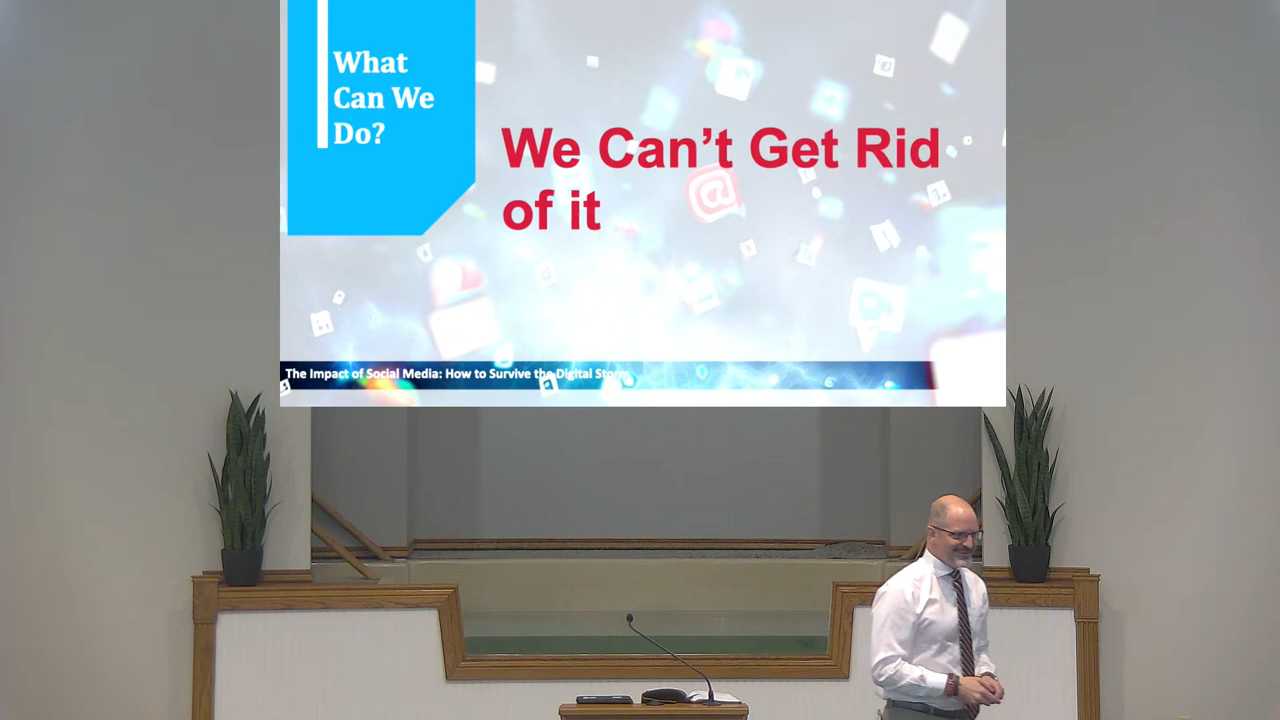 What
Can We
Do?
We Can’t Get Rid
of it
The Impact of Social Media: How to Survive the Digital Storm
@